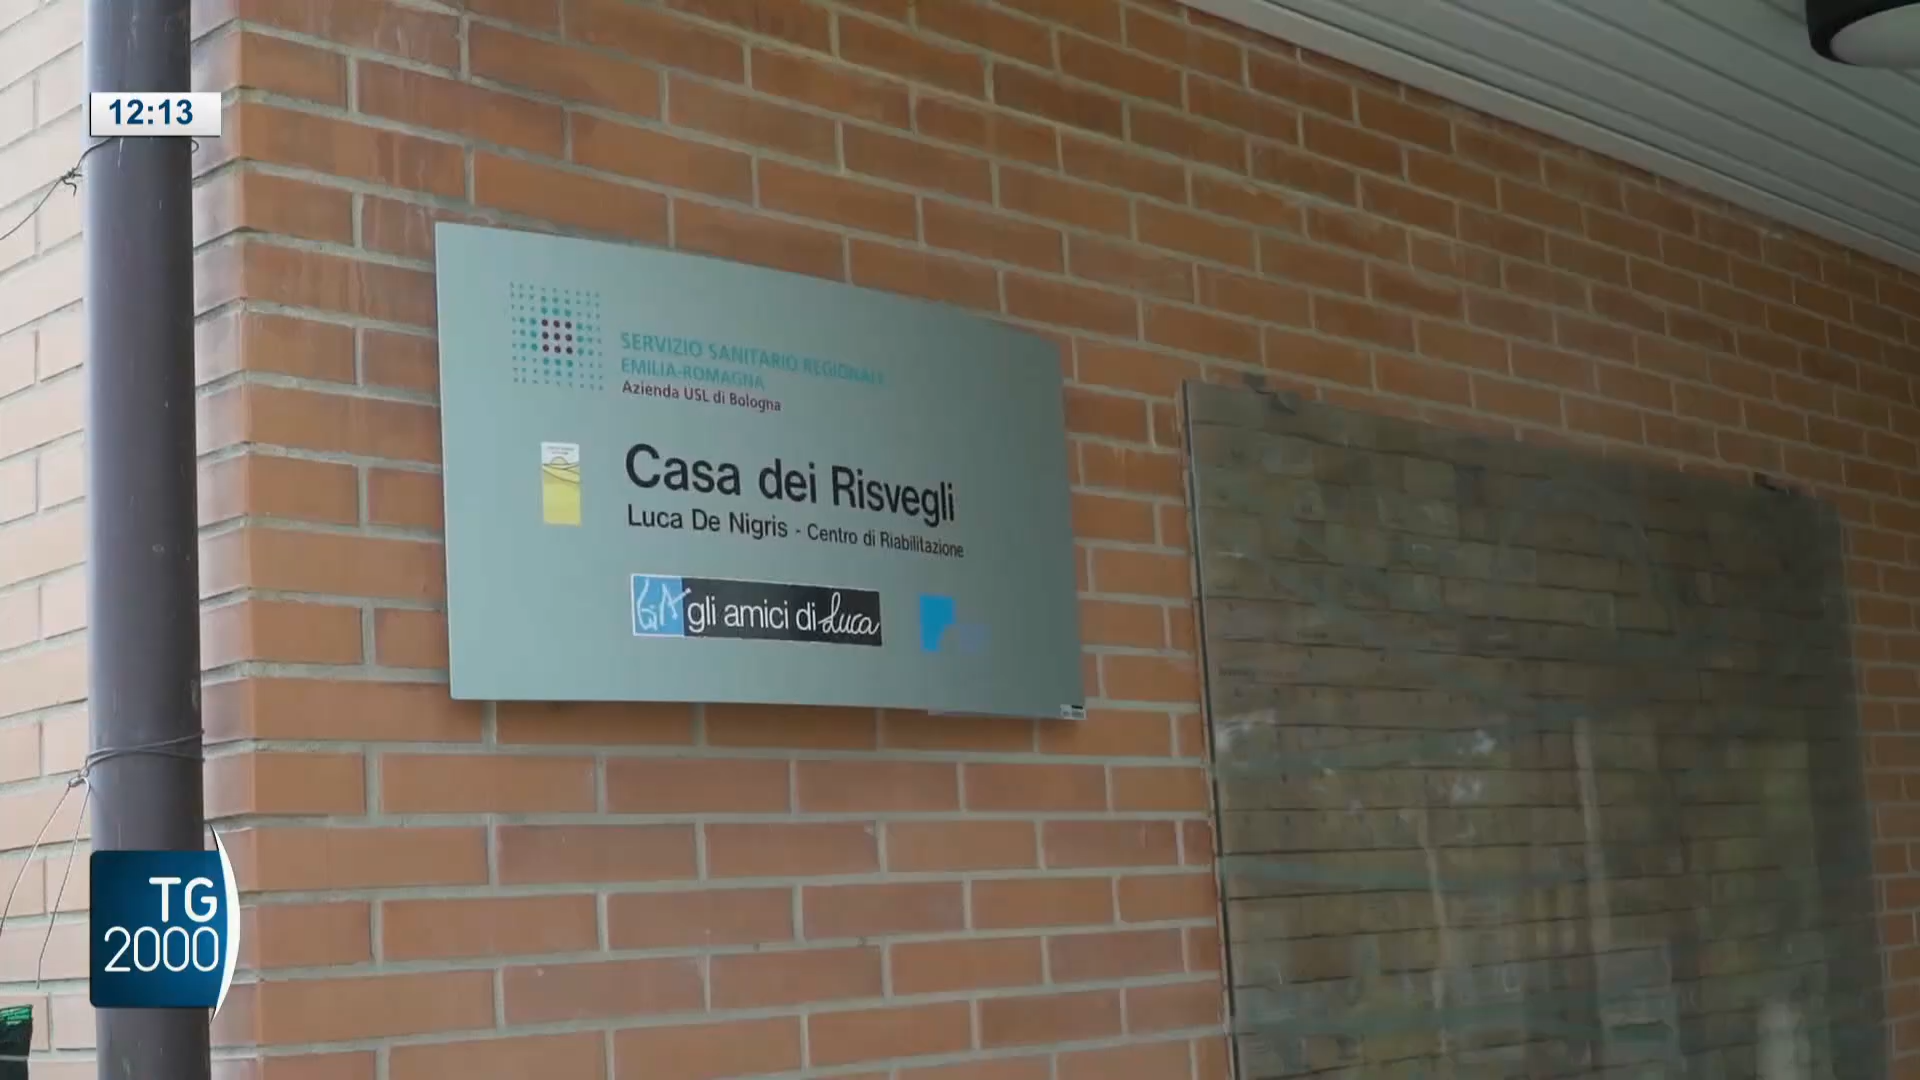 12:13
SERVIZIO SANITARIO REGIONALE
EMILIA-ROMAGNA
Azienda USL di Bologna
Casa dei Risvegli
Luca De Nigris - Centro di Riabilitazione
gli amici di Luca
TG
2000